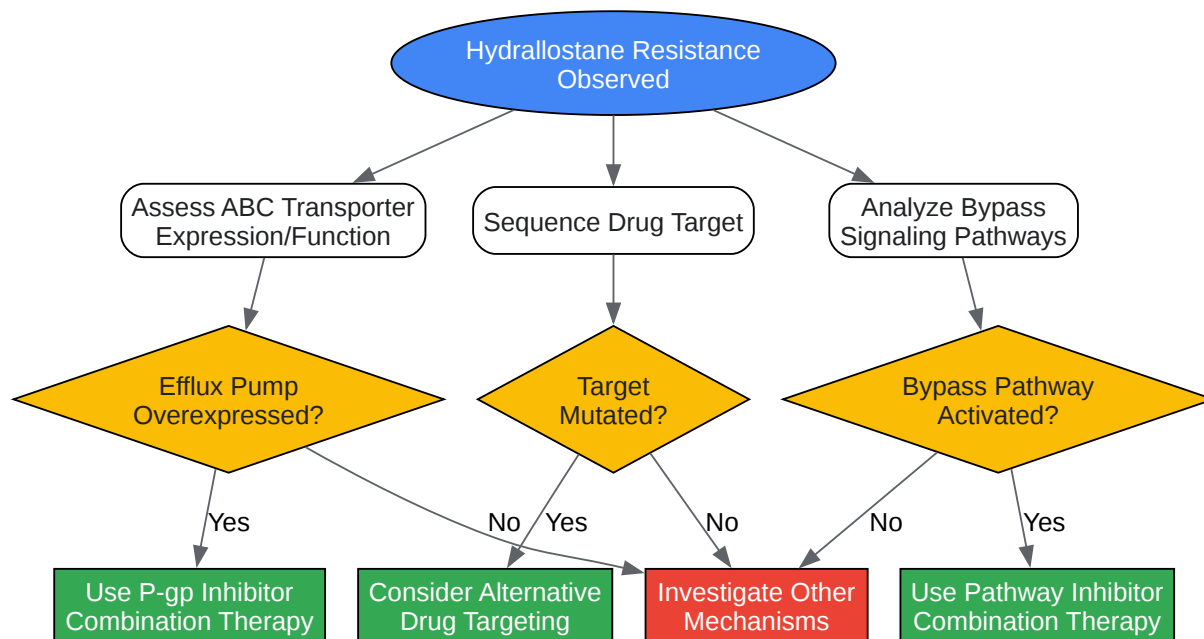 Hydrallostane Resistance
Observed
Assess ABC Transporter
Expression/Function
Sequence Drug Target
Analyze Bypass
Signaling Pathways
Efflux Pump
Overexpressed?
Target
Mutated?
Bypass Pathway
Activated?
Yes
No
Yes
No
No
Yes
Use P-gp Inhibitor
Combination Therapy
Consider Alternative
Drug Targeting
Investigate Other
Mechanisms
Use Pathway Inhibitor
Combination Therapy